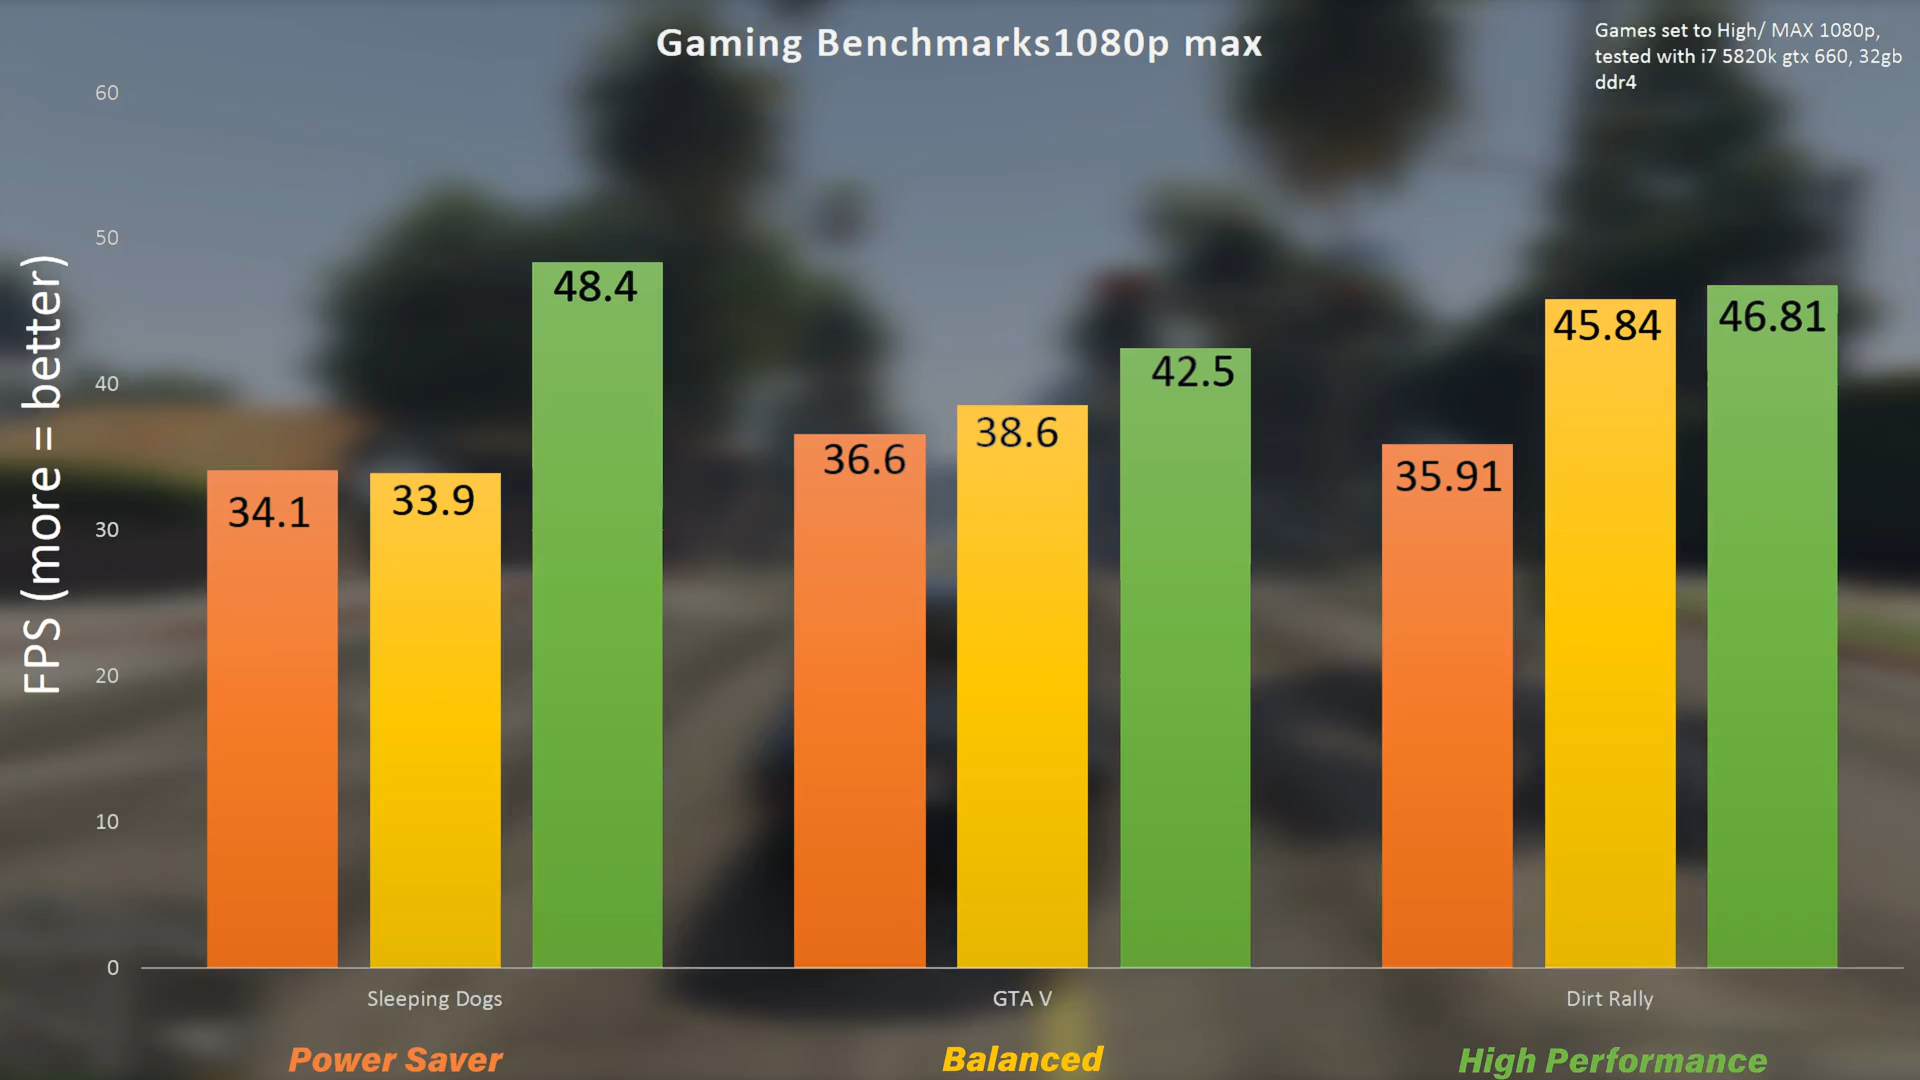 Gaming Benchmarks1080p max
Games set to High/ MAX 1080p,
tested with i7 5820k gtx 660, 32gb
ddr4
FPS (more = better)
60
50
40
30
20
10
0
34.1
33.9
48.4
36.6
38.6
42.5
35.91
45.84
46.81
Sleeping Dogs
GTA V
Dirt Rally
Power Saver
Balanced
High Performance